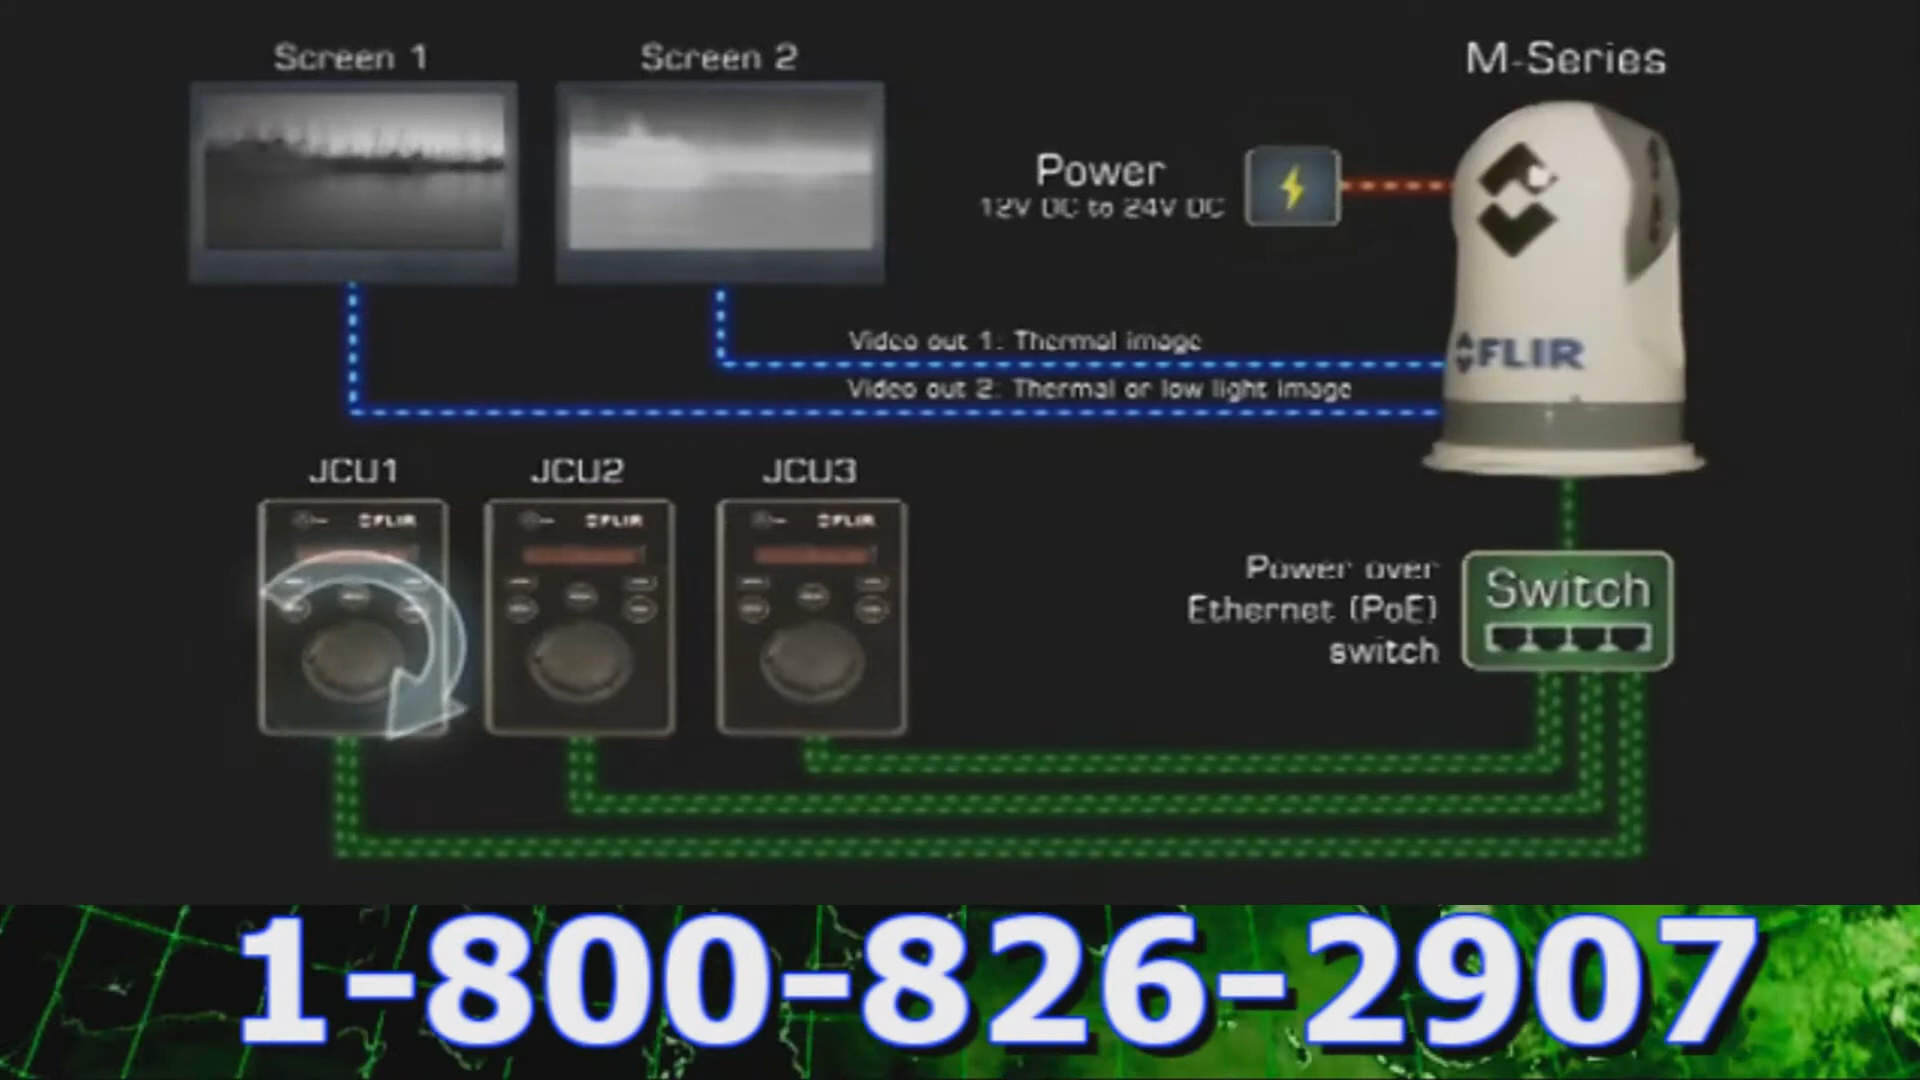 Screen 1
Screen 2
M-Series
Power
12V DC to 24V DC
Video out 1: Thermal image
FLIR
Video out 2: Thermal or low light image
JCU1
JCU2
JCU3
FLIR
FLIR
FLIR
Power over
Ethernet (PoE)
switch
Switch
1-800-826-2907